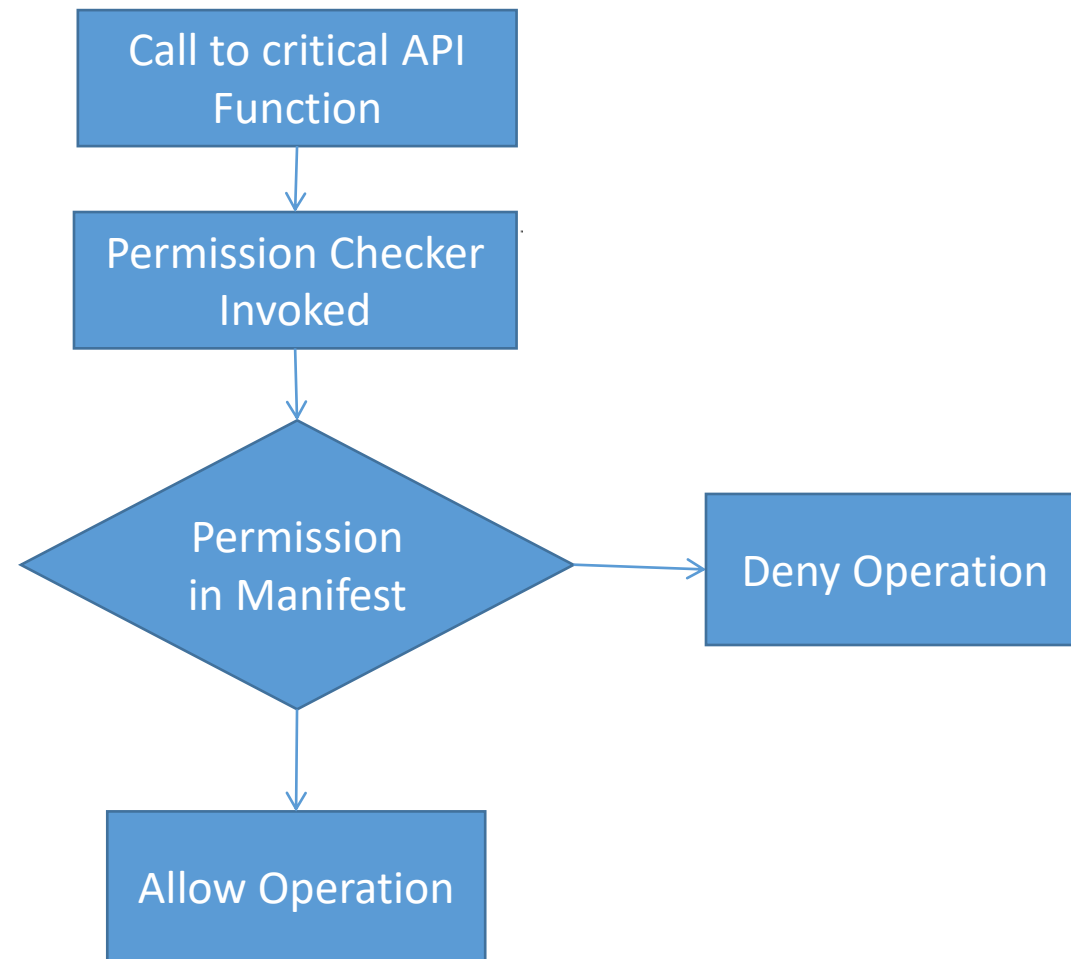 Call to critical API
Function
Permission Checker
Invoked
Permission
in Manifest
Deny Operation
Allow Operation